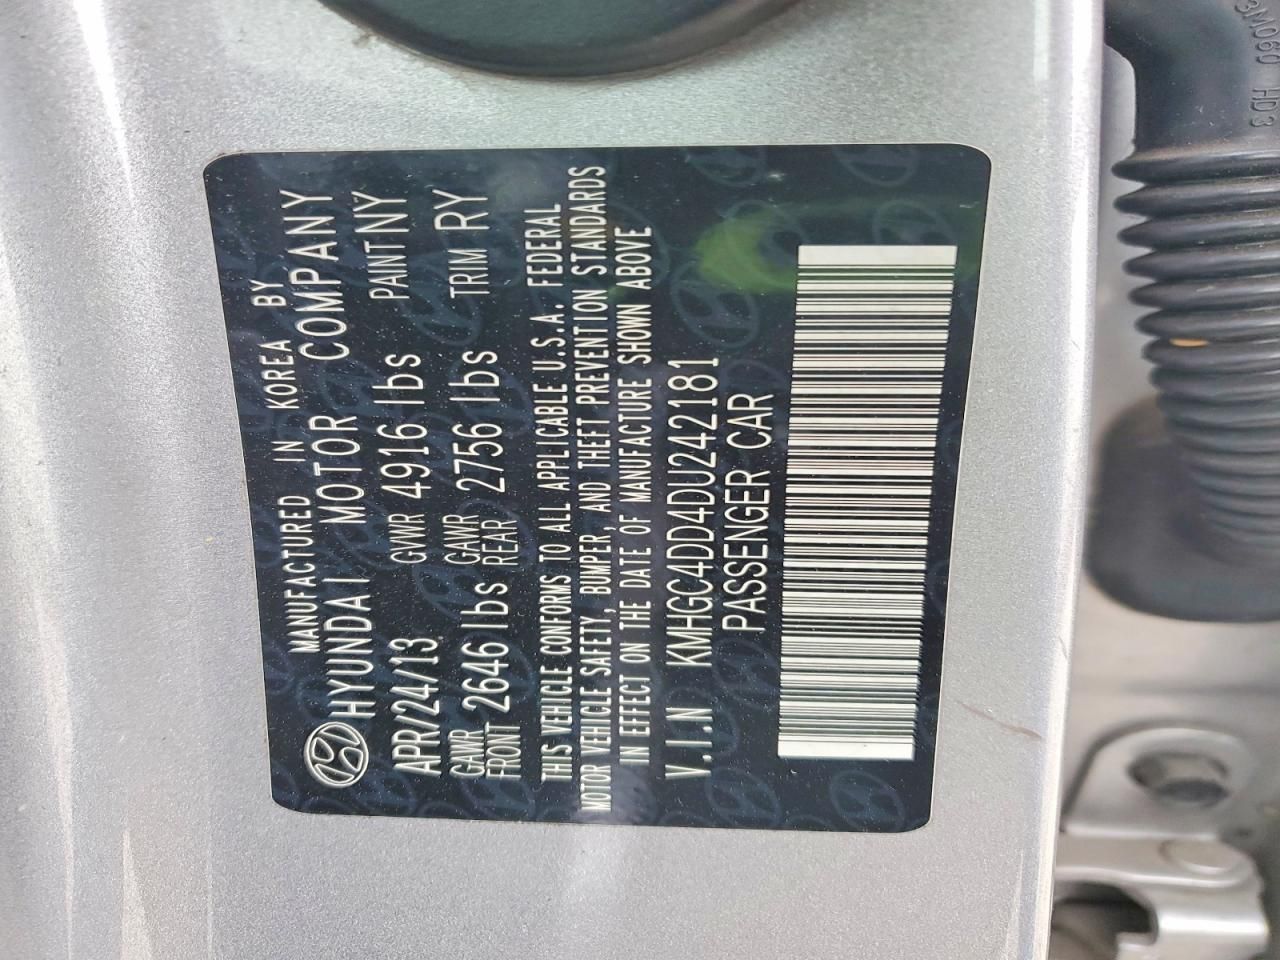 MANUFACTURED IN KOREA BY
HYUNDAI MOTOR COMPANY
APR/24/13 GVWR 4916 lbs PAINT NY
GAWR FRONT 2646 lbs GAWR REAR 2756 lbs TRIM RY
THIS VEHICLE CONFORMS TO ALL APPLICABLE U.S.A. FEDERAL
MOTOR VEHICLE SAFETY, BUMPER, AND THEFT PREVENTION STANDARDS
IN EFFECT ON THE DATE OF MANUFACTURE SHOWN ABOVE
V.I.N KMHGC4DD4DU242181
PASSENGER CAR
3M060 HD3